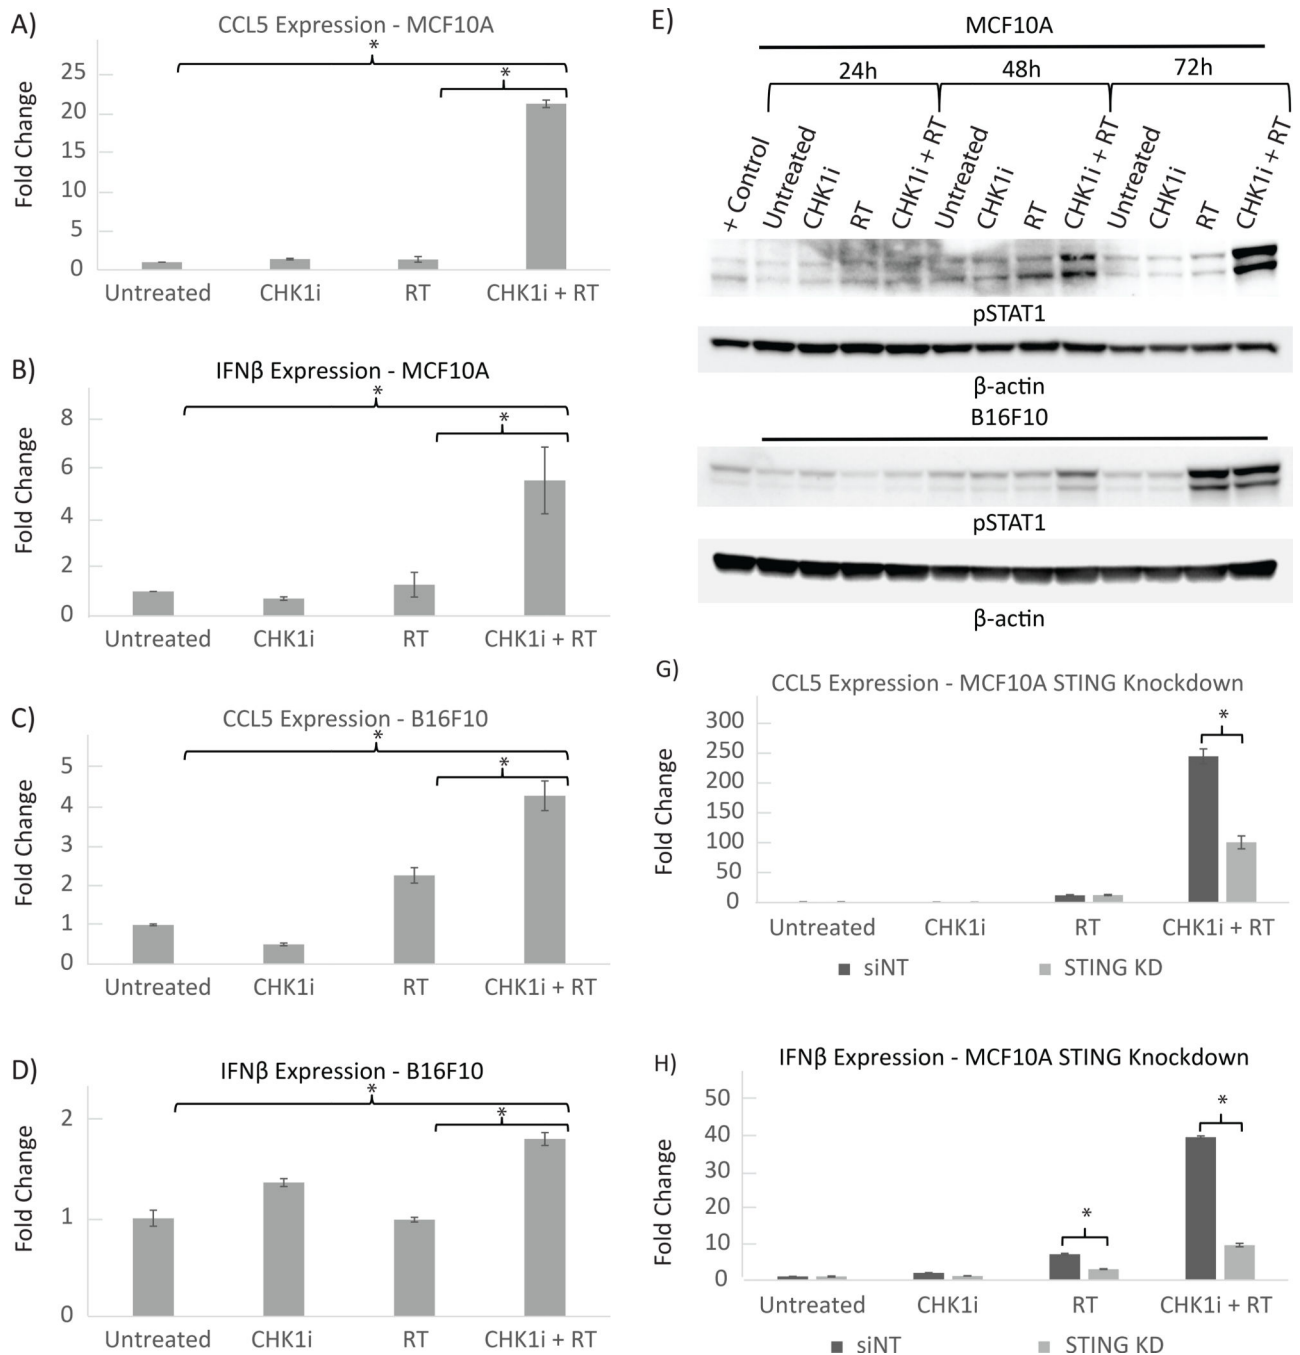 A)
CCL5 Expression - MCF10A
*
*
Fold Change
25
20
15
10
5
0
Untreated CHK1i RT CHK1i + RT
B)
IFNβ Expression - MCF10A
*
*
Fold Change
8
6
4
2
0
Untreated CHK1i RT CHK1i + RT
C)
CCL5 Expression - B16F10
*
*
Fold Change
5
4
3
2
1
0
Untreated CHK1i RT CHK1i + RT
D)
IFNβ Expression - B16F10
*
*
Fold Change
2
1
0
Untreated CHK1i RT CHK1i + RT
E)
MCF10A
24h 48h 72h
+ Control Untreated CHK1i RT CHK1i + RT Untreated CHK1i RT CHK1i + RT Untreated CHK1i RT CHK1i + RT
pSTAT1
β-actin
B16F10
pSTAT1
β-actin
G)
CCL5 Expression - MCF10A STING Knockdown
*
Fold Change
300
250
200
150
100
50
0
Untreated CHK1i RT CHK1i + RT
siNT STING KD
H)
IFNβ Expression - MCF10A STING Knockdown
*
*
Fold Change
50
40
30
20
10
0
Untreated CHK1i RT CHK1i + RT
siNT STING KD